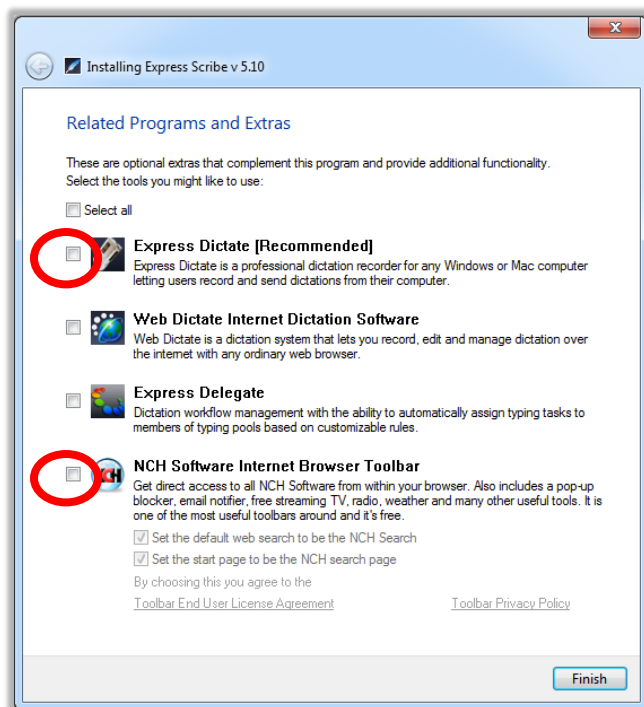 x
Installing Express Scribe v 5.10
Related Programs and Extras
These are optional extras that complement this program and provide additional functionality.
Select the tools you might like to use:
Select all
Express Dictate [Recommended]
Express Dictate is a professional dictation recorder for any Windows or Mac computer
letting users record and send dictations from their computer.
Web Dictate Internet Dictation Software
Web Dictate is a dictation system that lets you record, edit and manage dictation over
the internet with any ordinary web browser.
Express Delegate
Dictation workflow management with the ability to automatically assign typing tasks to
members of typing pools based on customizable rules.
NCH
NCH Software Internet Browser Toolbar
Get direct access to all NCH Software from within your browser. Also includes a pop-up
blocker, email notifier, free streaming TV, radio, weather and many other useful tools. It is
one of the most useful toolbars around and it's free.
Set the default web search to be the NCH Search
Set the start page to be the NCH search page
By choosing this you agree to the
Toolbar End User License Agreement Toolbar Privacy Policy
Finish